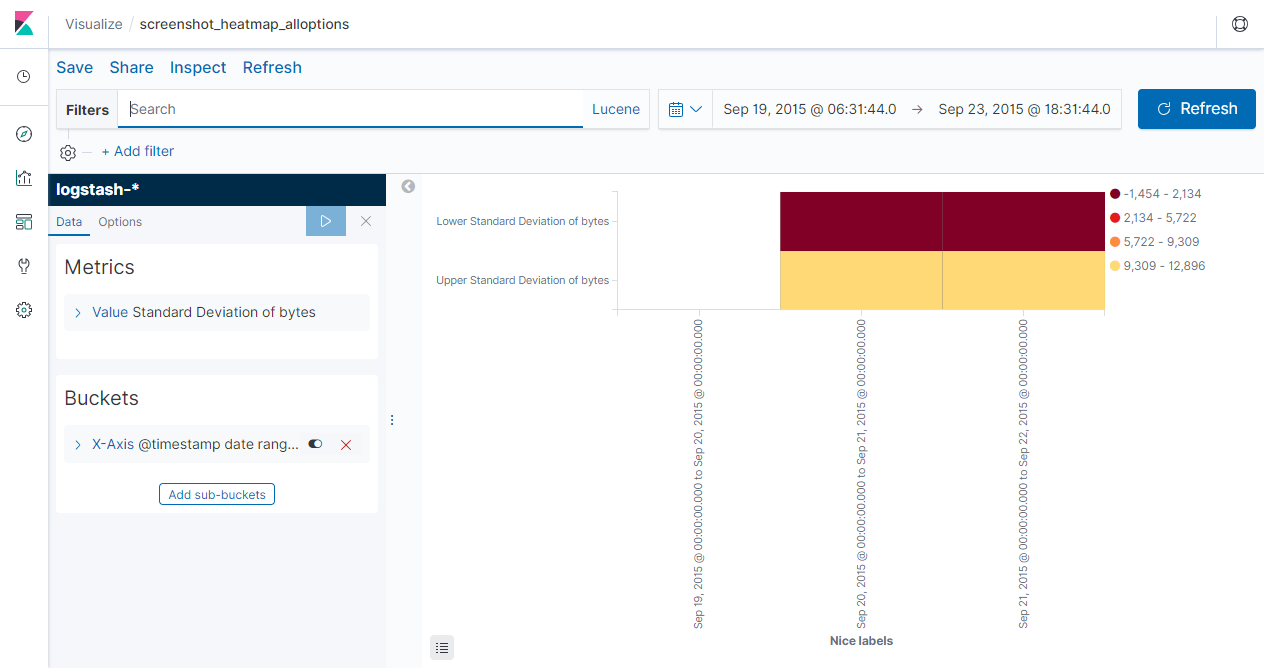 Visualize / screenshot_heatmap_alloptions
Save Share Inspect Refresh
Filters Search Lucene Sep 19, 2015 @ 06:31:44.0 → Sep 23, 2015 @ 18:31:44.0 Refresh
+ Add filter
logstash-*
Data Options
Metrics
Value Standard Deviation of bytes
Buckets
X-Axis @timestamp date rang...
Add sub-buckets
Lower Standard Deviation of bytes
Upper Standard Deviation of bytes
-1,454 - 2,134
2,134 - 5,722
5,722 - 9,309
9,309 - 12,896
Sep 19, 2015 @ 00:00:00.000 to Sep 20, 2015 @ 00:00:00.000
Sep 20, 2015 @ 00:00:00.000 to Sep 21, 2015 @ 00:00:00.000
Sep 21, 2015 @ 00:00:00.000 to Sep 22, 2015 @ 00:00:00.000
Nice labels